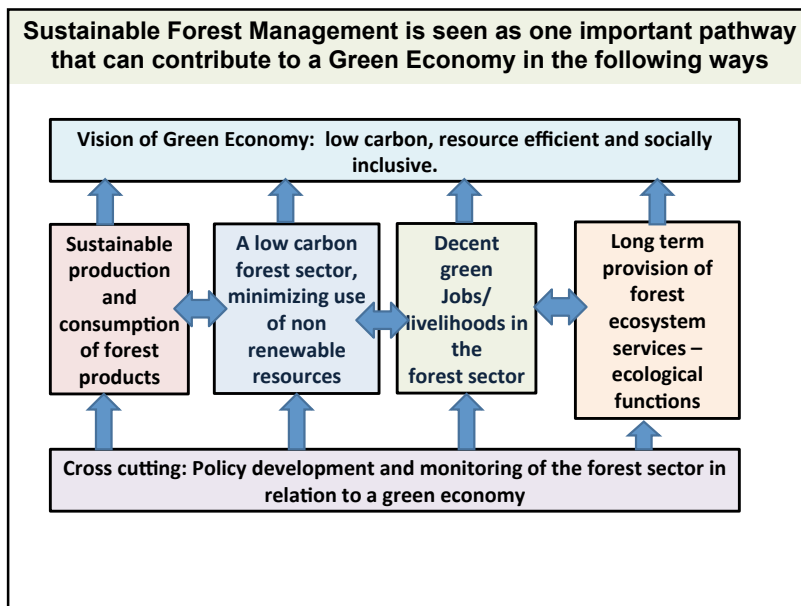 Sustainable Forest Management is seen as one important pathway
that can contribute to a Green Economy in the following ways
Vision of Green Economy: low carbon, resource efficient and socially
inclusive.
Sustainable
production
and
consumption
of forest
products
A low carbon
forest sector,
minimizing use
of non
renewable
resources
Decent
green
Jobs/
livelihoods in
the
forest sector
Long term
provision of
forest
ecosystem
services –
ecological
functions
Cross cutting: Policy development and monitoring of the forest sector in
relation to a green economy